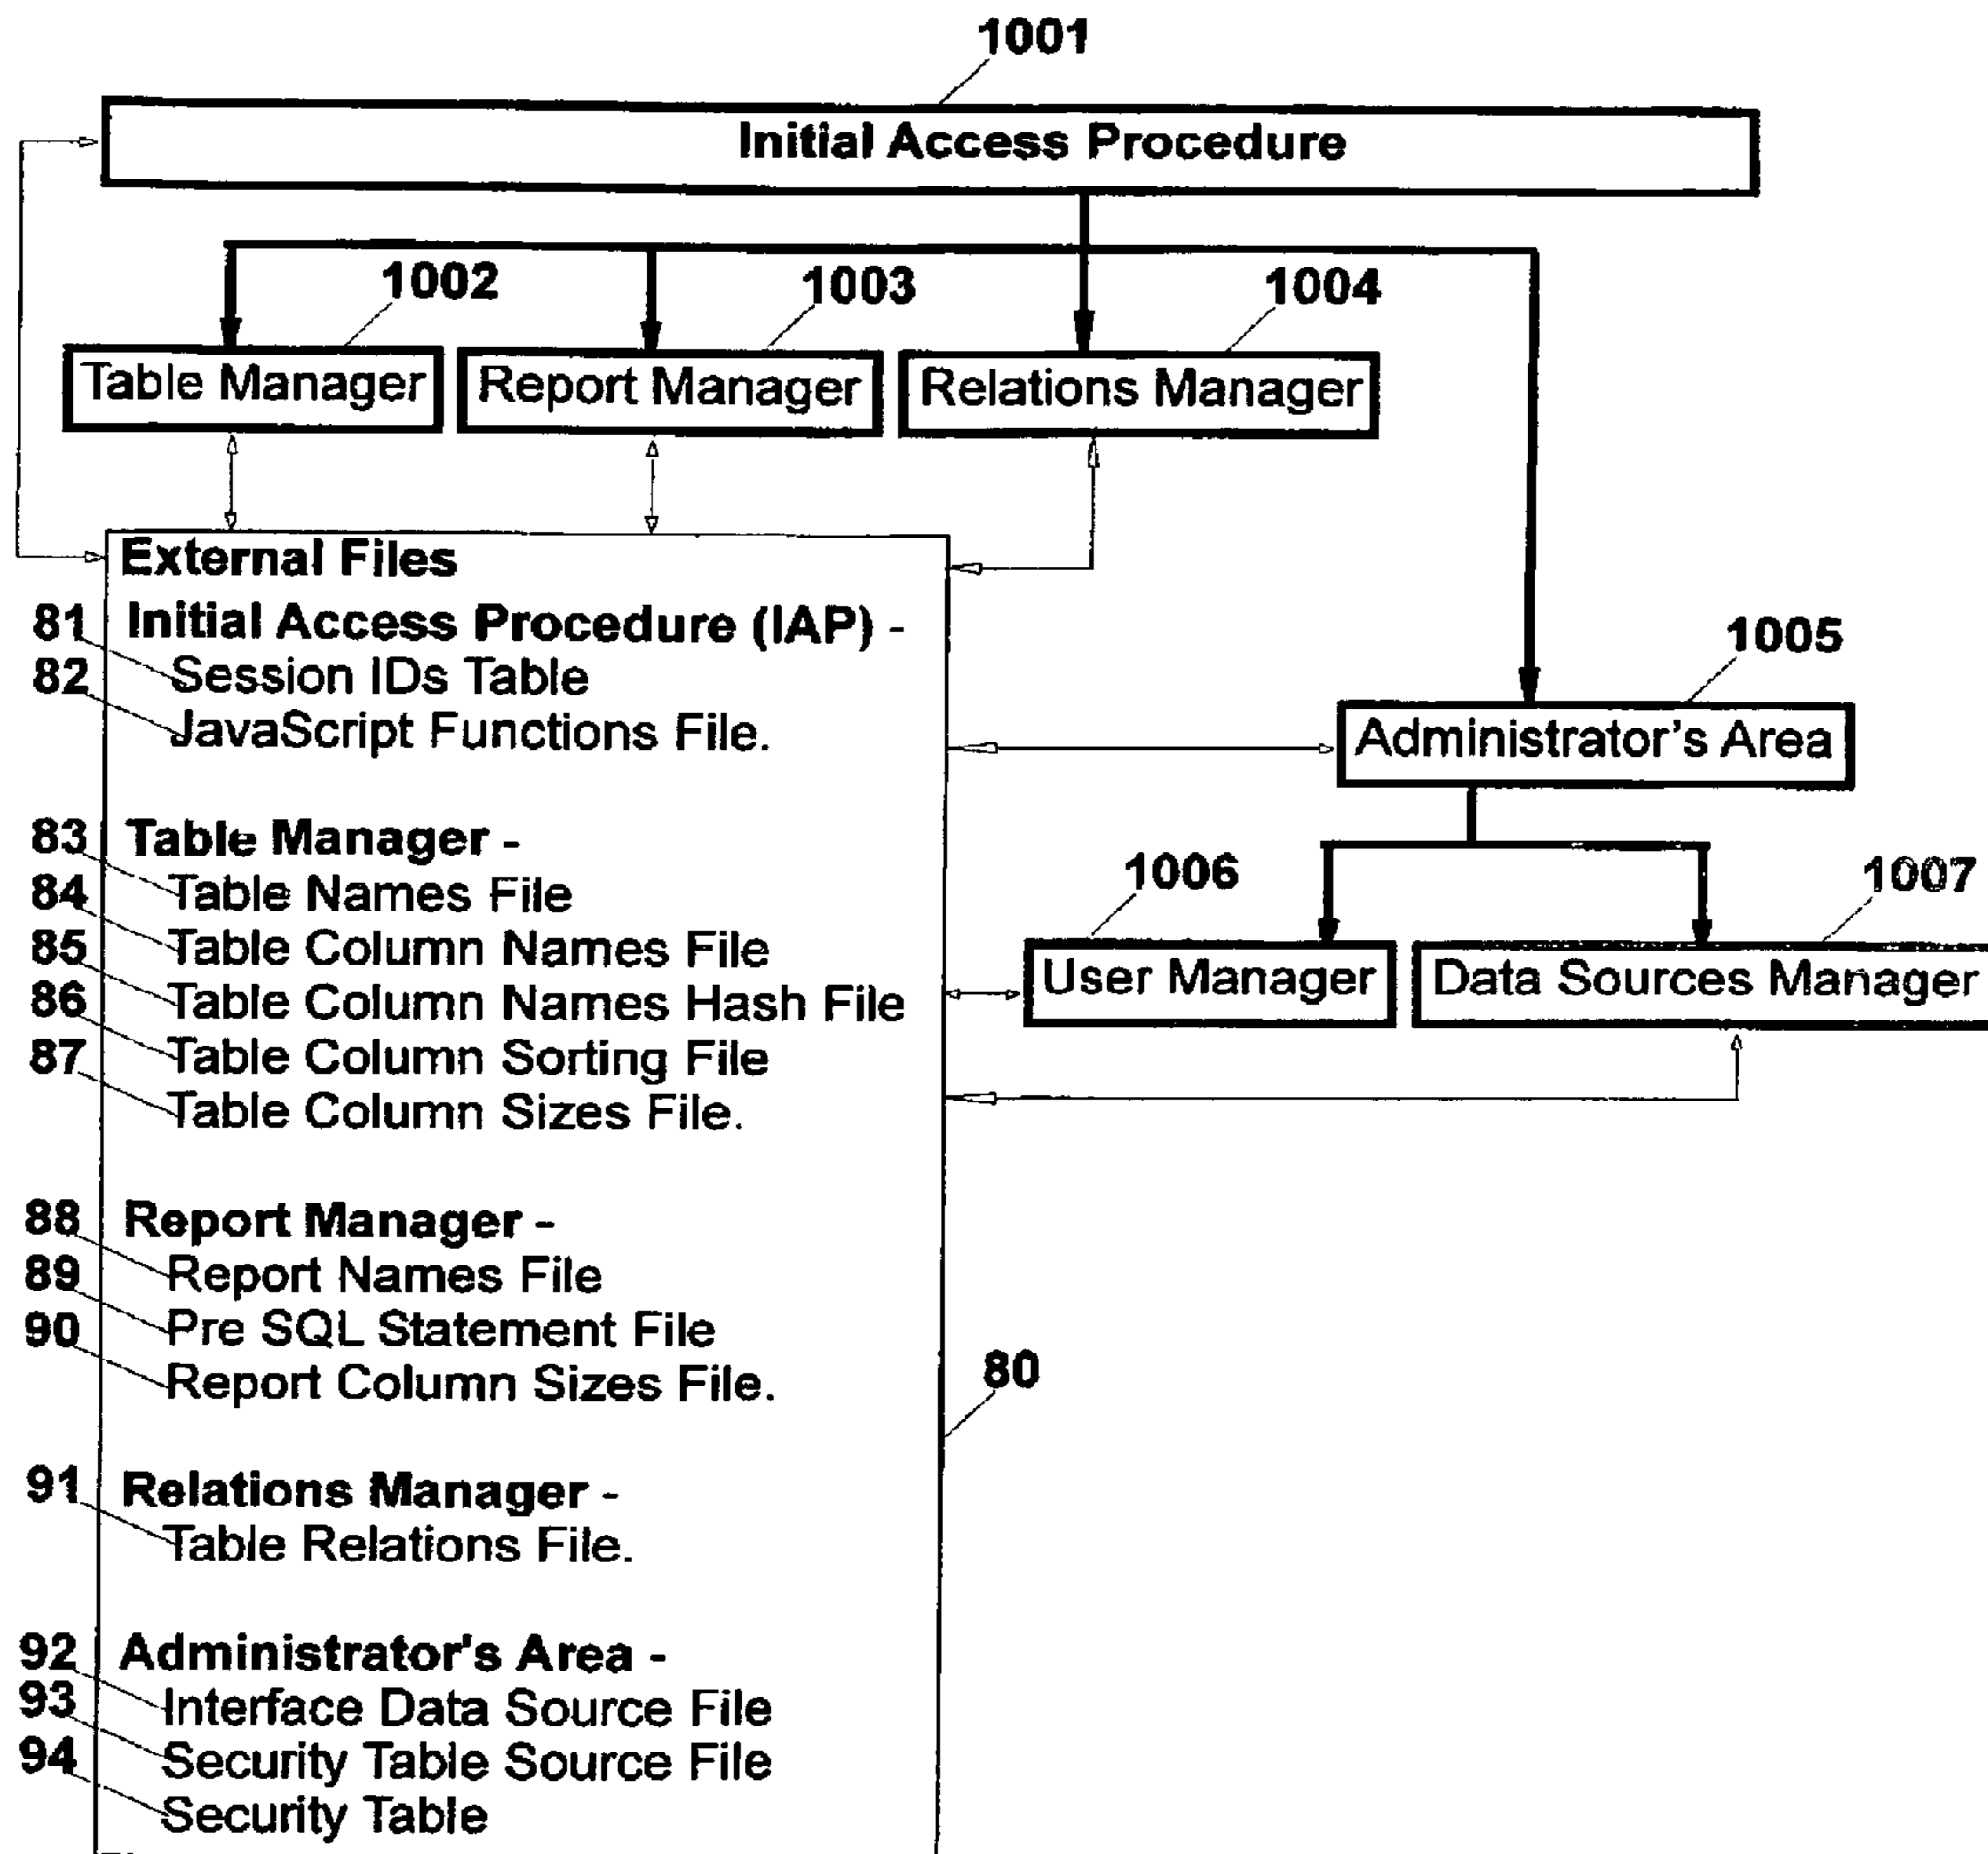 1001
Initial Access Procedure
1002
1003
1004
Table Manager
Report Manager
Relations Manager
External Files
81
Initial Access Procedure (IAP) -
82
Session IDs Table
JavaScript Functions File.
1005
Administrator's Area
83
Table Manager -
84
Table Names File
85
Table Column Names File
86
Table Column Names Hash File
87
Table Column Sorting File
Table Column Sizes File.
1006
1007
User Manager
Data Sources Manager
88
Report Manager -
89
Report Names File
90
Pre SQL Statement File
Report Column Sizes File.
80
91
Relations Manager -
Table Relations File.
92
Administrator's Area -
93
Interface Data Source File
94
Security Table Source File
Security Table